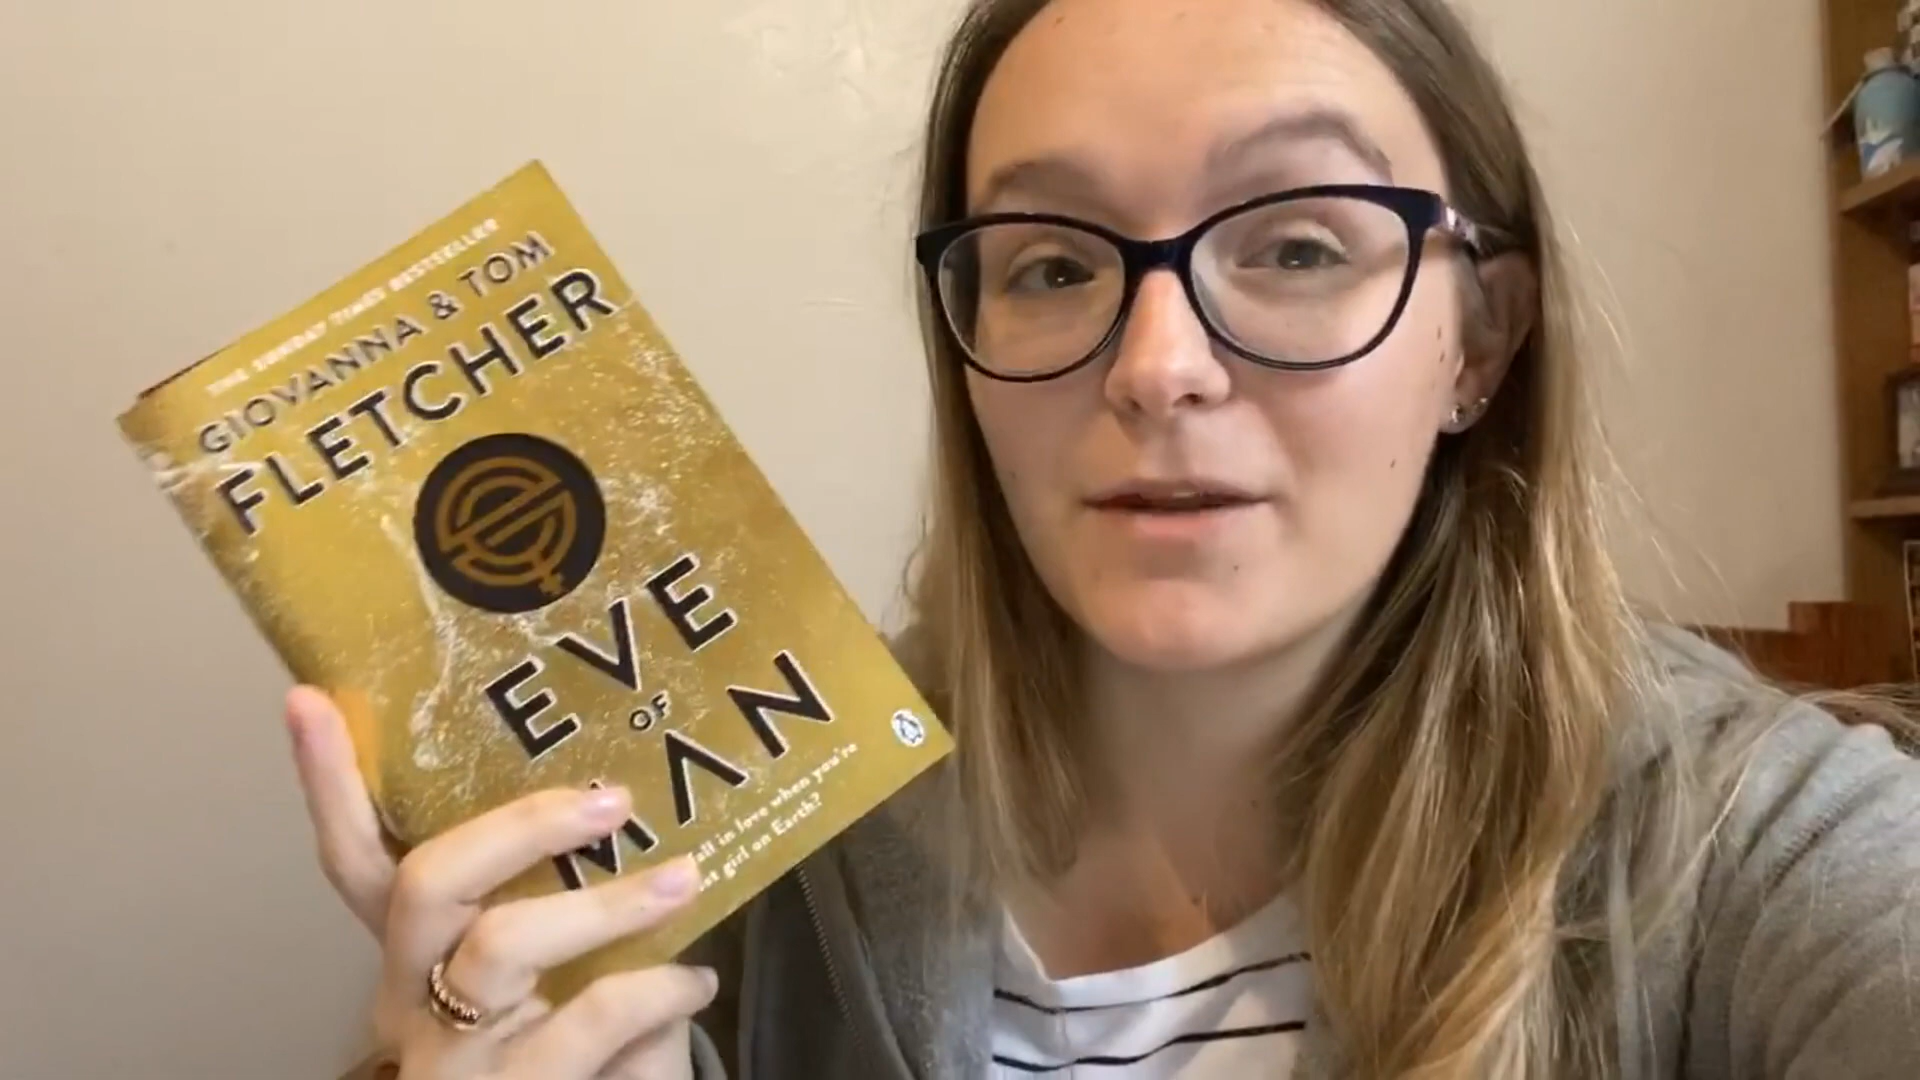 THE SUNDAY TIMES BESTSELLER
GIOVANNA & TOM
FLETCHER
EVE
OF
MAN
fall in love when you're
girl on Earth?